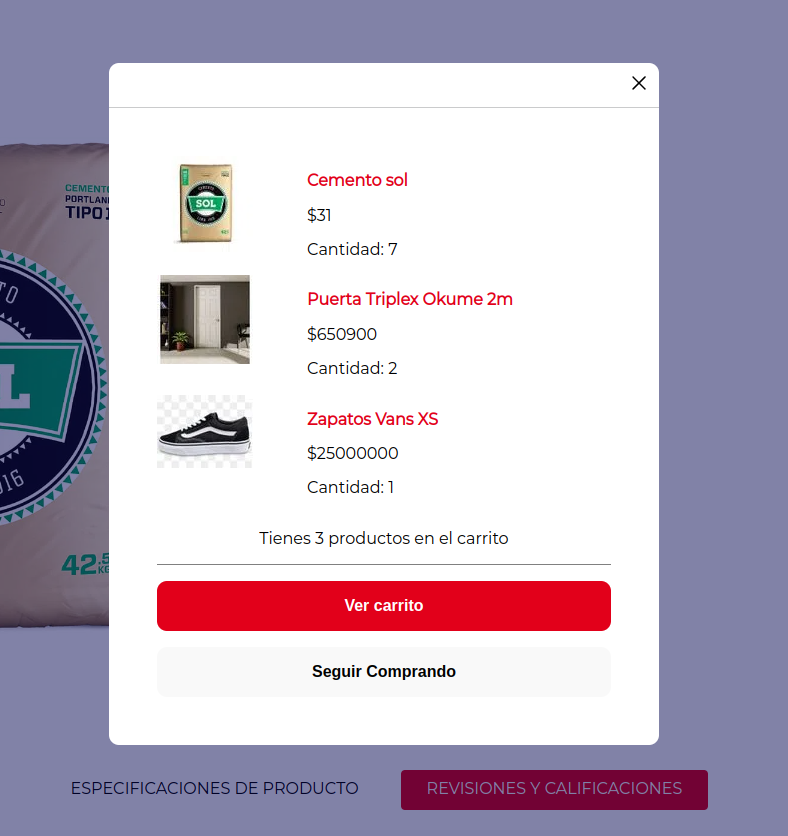 CEMENTO
PORTLAN
TIPO
SOL
Cemento sol
$31
Cantidad: 7
Puerta Triplex Okume 2m
$650900
Cantidad: 2
Zapatos Vans XS
$25000000
Cantidad: 1
Tienes 3 productos en el carrito
42.5
KG
Ver carrito
Seguir Comprando
ESPECIFICACIONES DE PRODUCTO
REVISIONES Y CALIFICACIONES